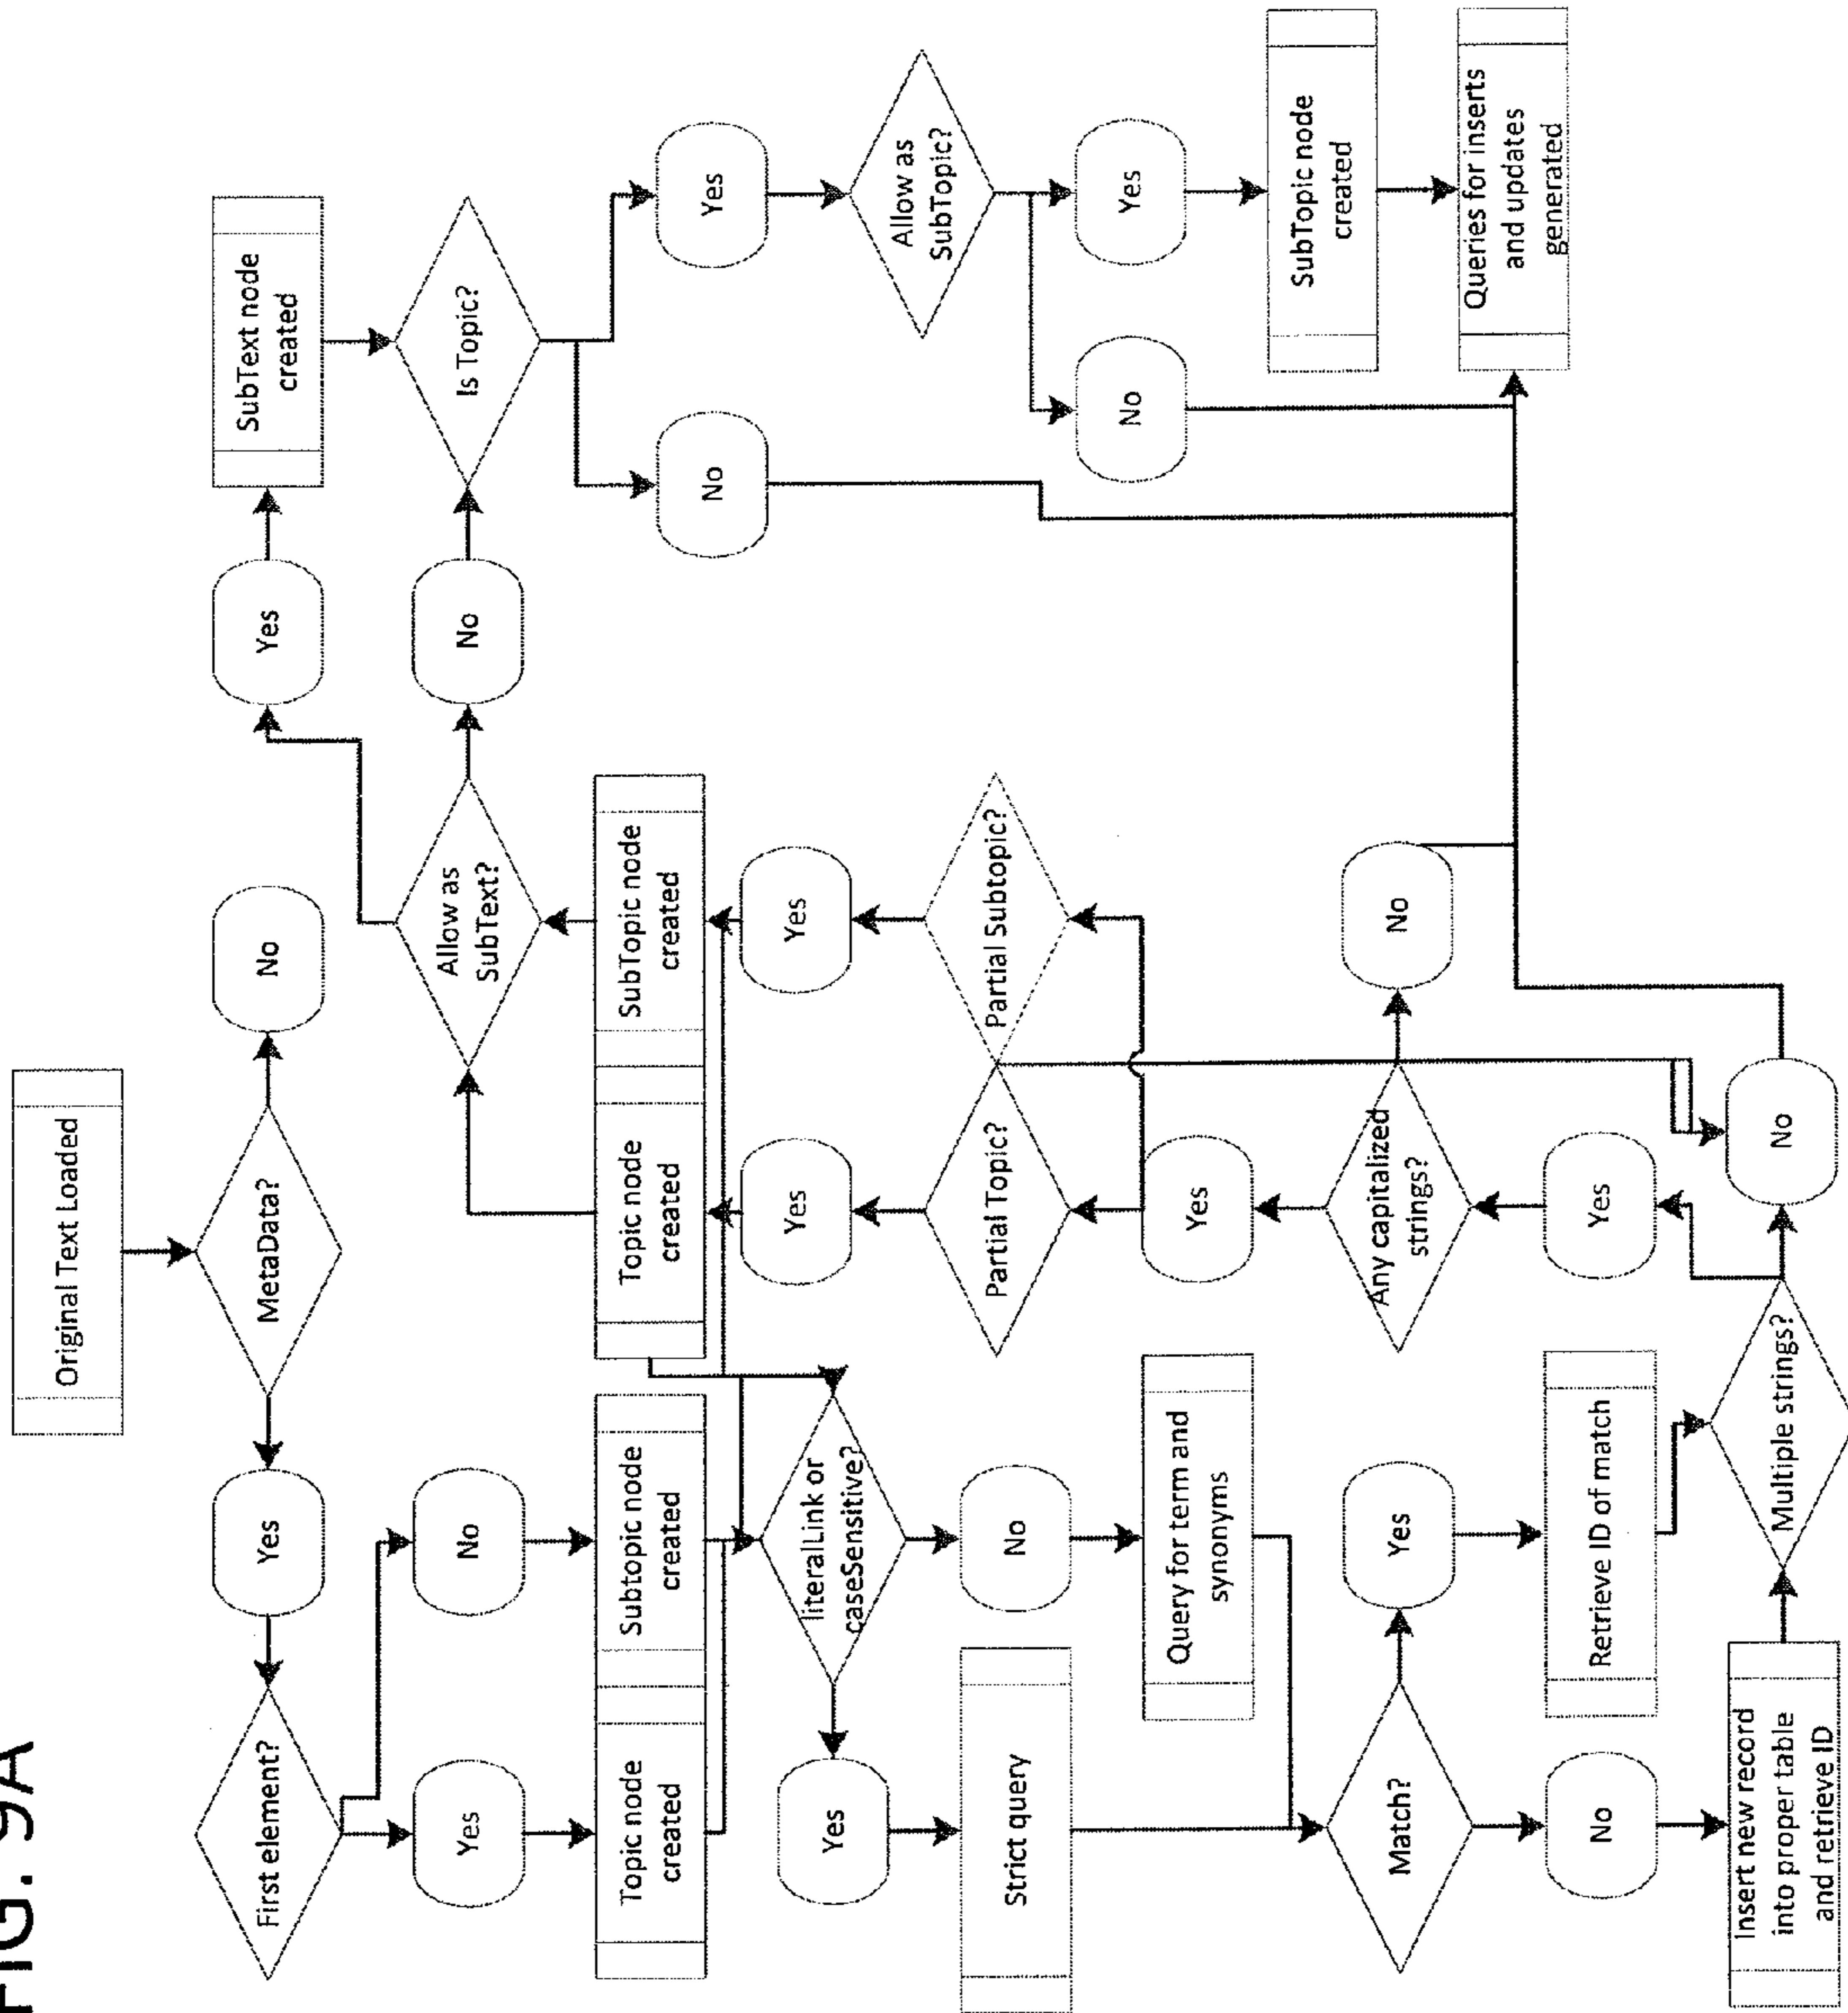 FIG. 9A
Original Text Loaded
First element?
Yes
MetaData?
No
Yes
SubText node
created
Yes
No
Allow as
SubText?
No
Is Topic?
Topic node
created
Subtopic node
created
Topic node
created
SubTopic node
created
No
Yes
Yes
literalLink or
caseSensitive?
Yes
Yes
Allow as
SubTopic?
Strict query
No
Partial Topic?
Partial Subtopic?
No
Yes
Query for term and
synonyms
Yes
SubTopic node
created
Match?
Yes
Any capitalized
strings?
No
Queries for inserts
and updates
generated
No
Retrieve ID of match
Yes
Insert new record
into proper table
and retrieve ID
Multiple strings?
No